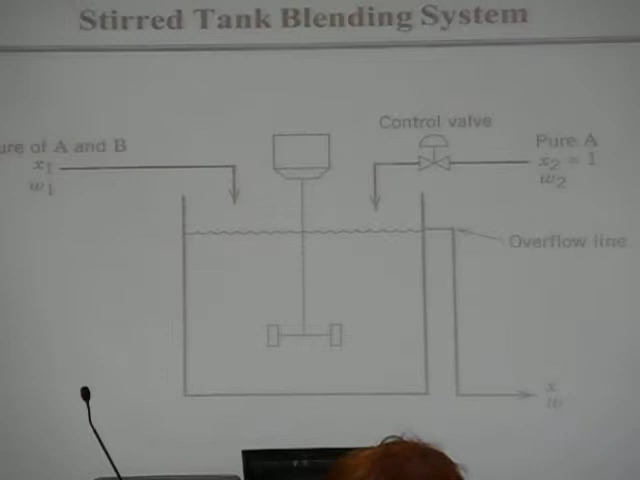 Stirred Tank Blending System
Control valve
ure of A and B
x1
w1
Pure A
x2 = 1
w2
Overflow line
x
w